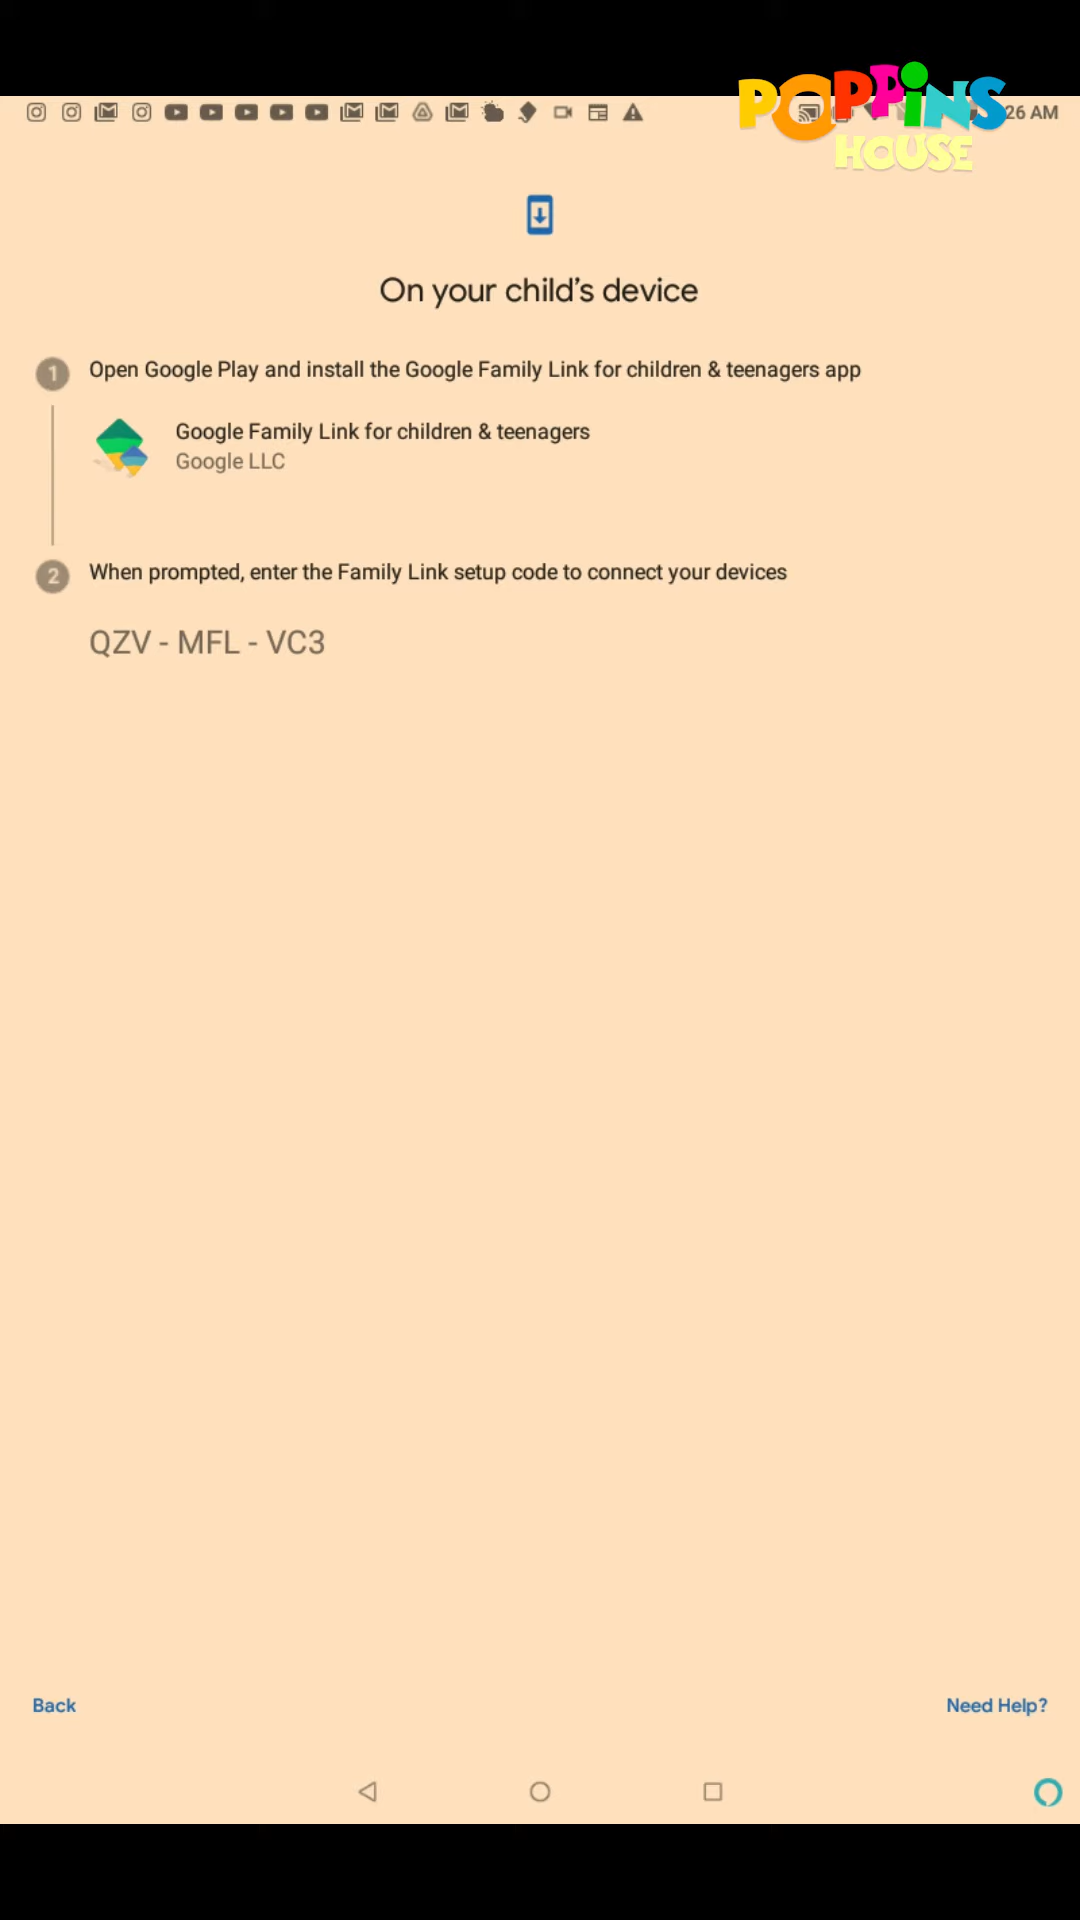 POPPiNS
HOUSE
26 AM
On your child's device
1 Open Google Play and install the Google Family Link for children & teenagers app
Google Family Link for children & teenagers
Google LLC
2 When prompted, enter the Family Link setup code to connect your devices
QZV - MFL - VC3
Back
Need Help?